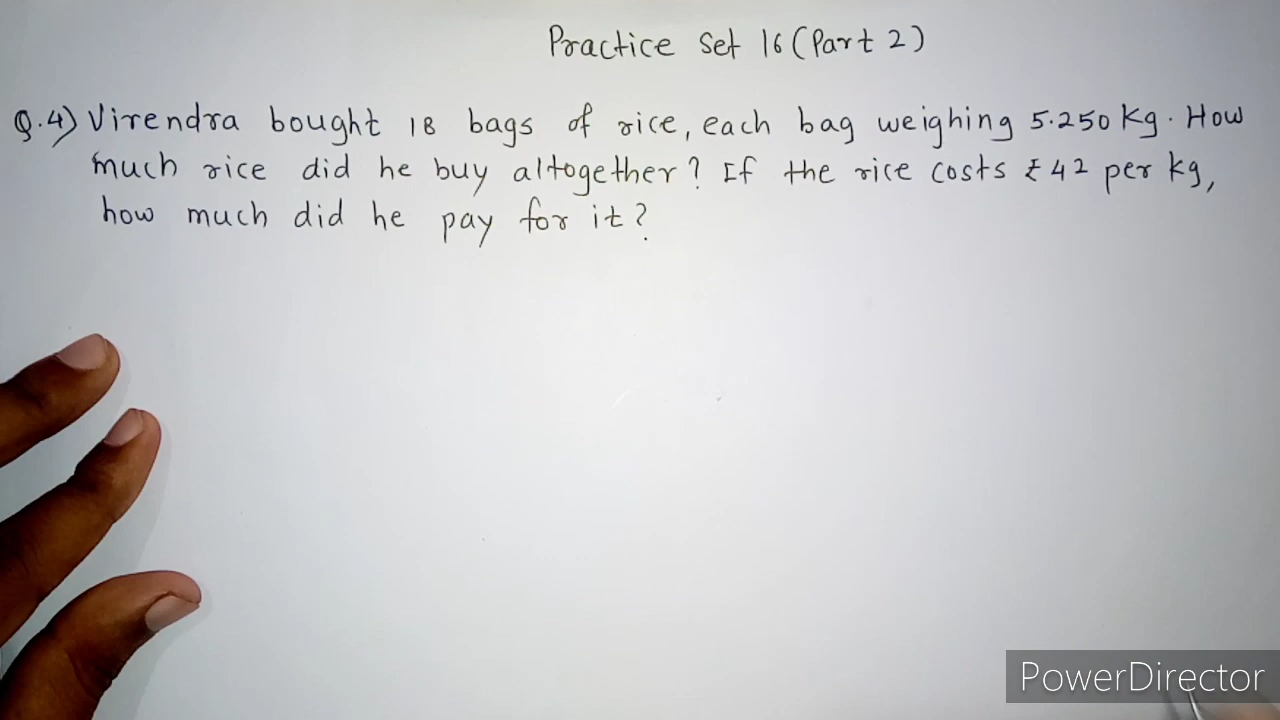 Practice Set 16 (Part 2)
Q.4) Virendra bought 18 bags of rice, each bag weighing 5.250 Kg. How
much rice did he buy altogether? If the rice costs ₹ 42 per kg,
how much did he pay for it?
PowerDirector